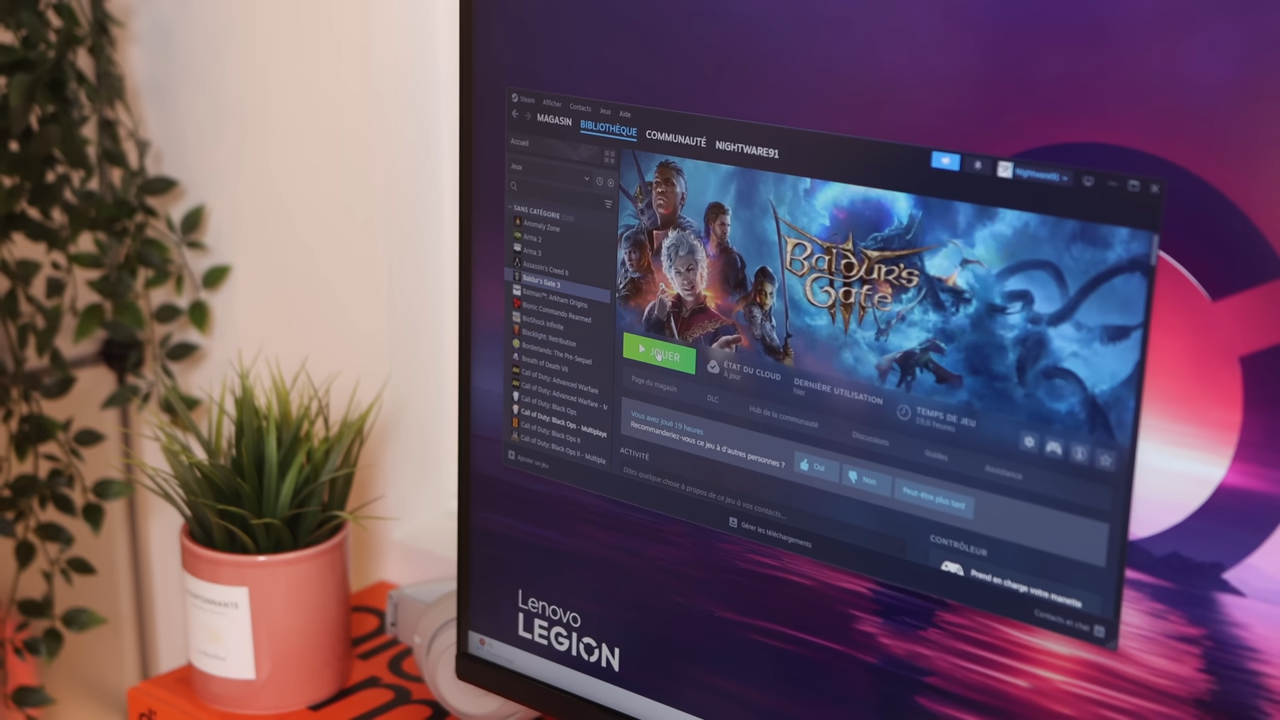 Steam Afficher Contacts Jeux Aide
MAGASIN BIBLIOTHÈQUE COMMUNAUTÉ NIGHTWARE91
Nightware91
Accueil
Jeux
SANS CATÉGORIE
Anomaly Zone
Arma 2
Arma 3
Assassin's Creed II
Baldur's Gate 3
Batman™: Arkham Origins
Bionic Commando Rearmed
BioShock Infinite
Blacklight: Retribution
Borderlands: The Pre-Sequel
Breath of Death VII
Call of Duty: Advanced Warfare
Call of Duty: Advanced Warfare - M
Call of Duty: Black Ops
Call of Duty: Black Ops - Multiplayer
Call of Duty: Black Ops II
Call of Duty: Black Ops II - Multiple
Ajouter un jeu
Baldur's
Gate
JOUER
ÉTAT DU CLOUD
À jour
DERNIÈRE UTILISATION
hier
TEMPS DE JEU
19,6 heures
Page du magasin DLC Hub de la communauté Discussions Guides Assistance
Vous avez joué 19 heures
Recommanderiez-vous ce jeu à d'autres personnes ?
Oui Non Peut-être plus tard
ACTIVITÉ
Dites quelque chose à propos de ce jeu à vos contacts...
CONTRÔLEUR
Prend en charge votre manette
Gérer les téléchargements
Contacts et chat
Lenovo
LEGION